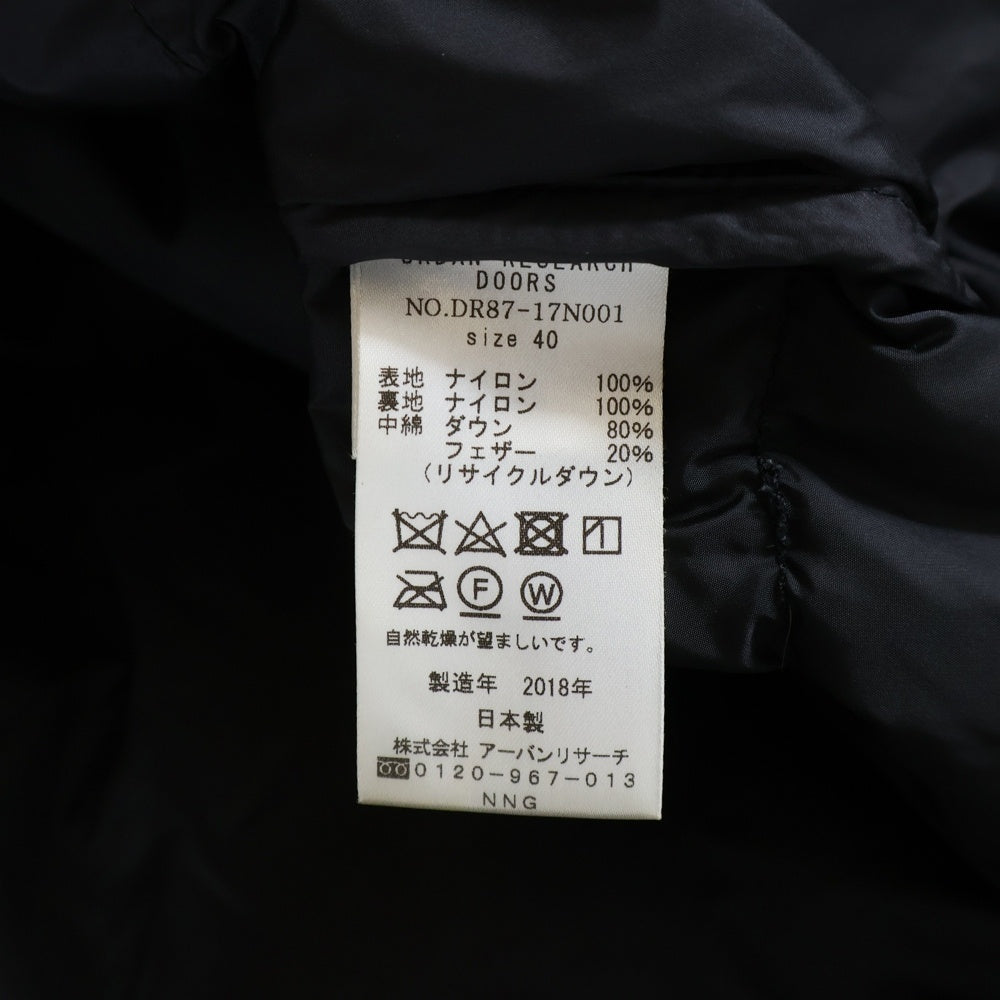 URBAN RESEARCH
DOORS
NO.DR87-17N001
size 40
表地 ナイロン 100%
裏地 ナイロン 100%
中綿 ダウン 80%
フェザー 20%
(リサイクルダウン)
F W
自然乾燥が望ましいです。
製造年 2018年
日本製
株式会社 アーバンリサーチ
0120-967-013
NNG